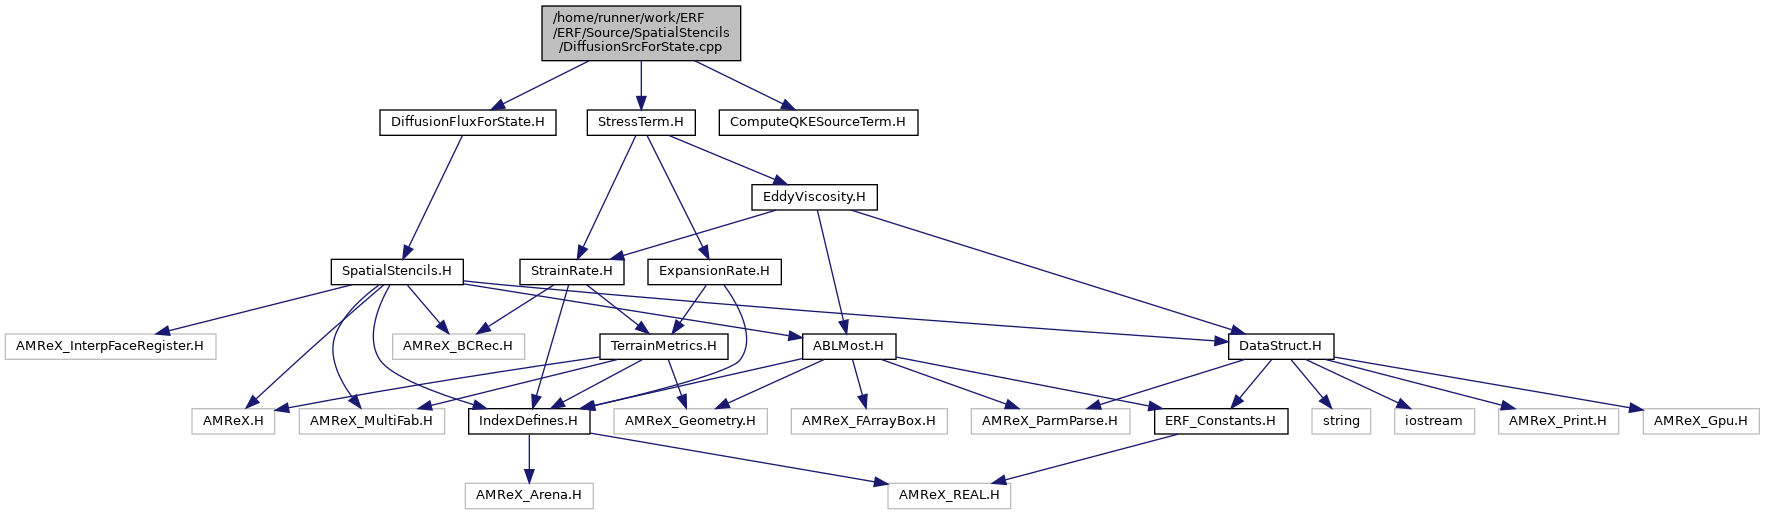 /home/runner/work/ERF
/ERF/Source/SpatialStencils
/DiffusionSrcForState.cpp
DiffusionFluxForState.H
StressTerm.H
ComputeQKESourceTerm.H
EddyViscosity.H
SpatialStencils.H
StrainRate.H
ExpansionRate.H
AMReX_InterpFaceRegister.H
AMReX_BCRec.H
TerrainMetrics.H
ABLMost.H
DataStruct.H
AMReX.H
AMReX_MultiFab.H
IndexDefines.H
AMReX_Geometry.H
AMReX_FArrayBox.H
AMReX_ParmParse.H
ERF_Constants.H
string
iostream
AMReX_Print.H
AMReX_Gpu.H
AMReX_Arena.H
AMReX_REAL.H